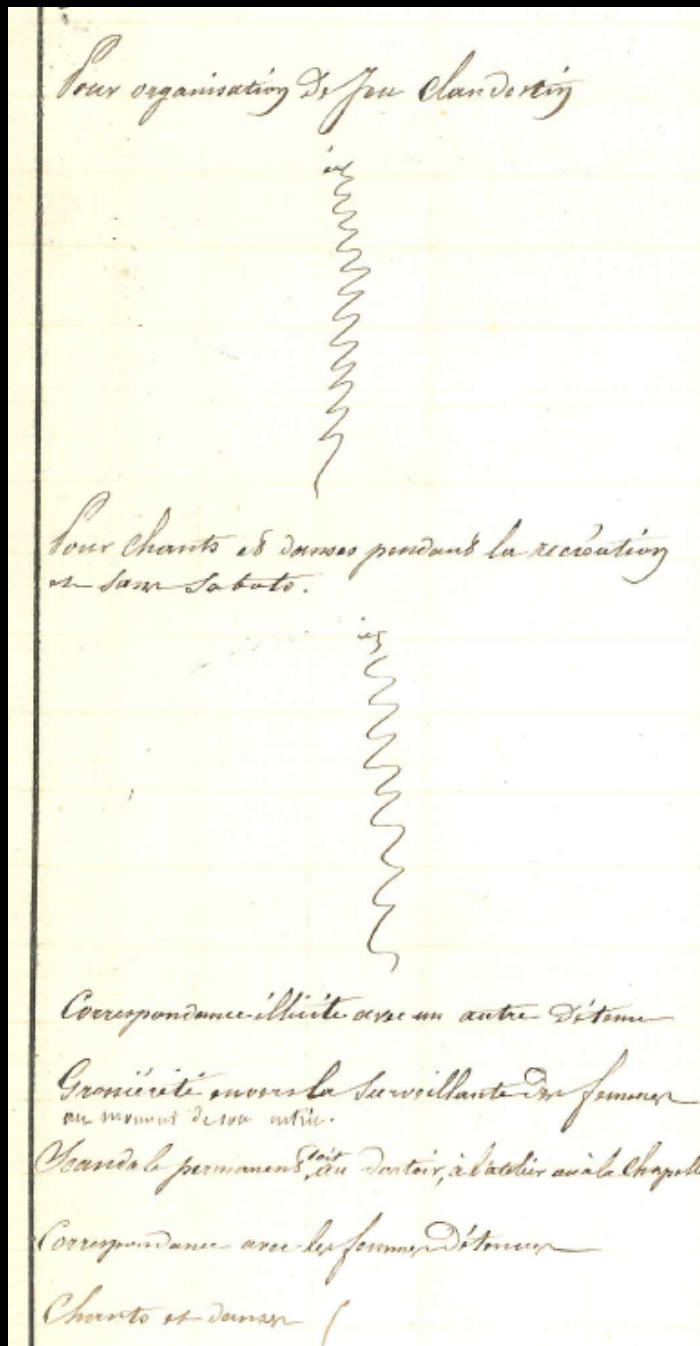 Pour organisation de Jeu clandestin
id
Pour chants et danses pendant la recréation
et sans sabots.
id
Correspondance illicite avec un autre détenu
Grossièreté envers la Surveillante des femmes
au moment de son entrée.
Scandale permanent soit au dortoir, à l'atelier ou à la Chapelle
Correspondance avec les femmes détenues
Chants et danses